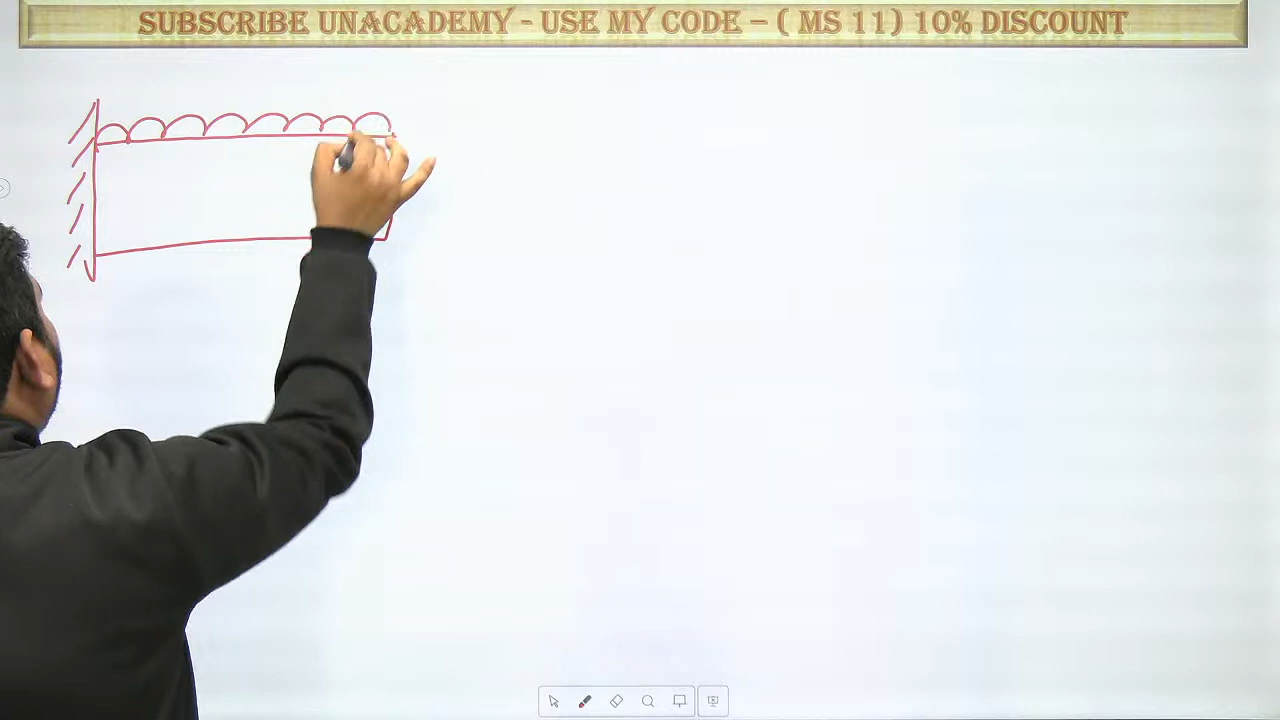 SUBSCRIBE UNACADEMY - USE MY CODE – ( MS 11) 10% DISCOUNT